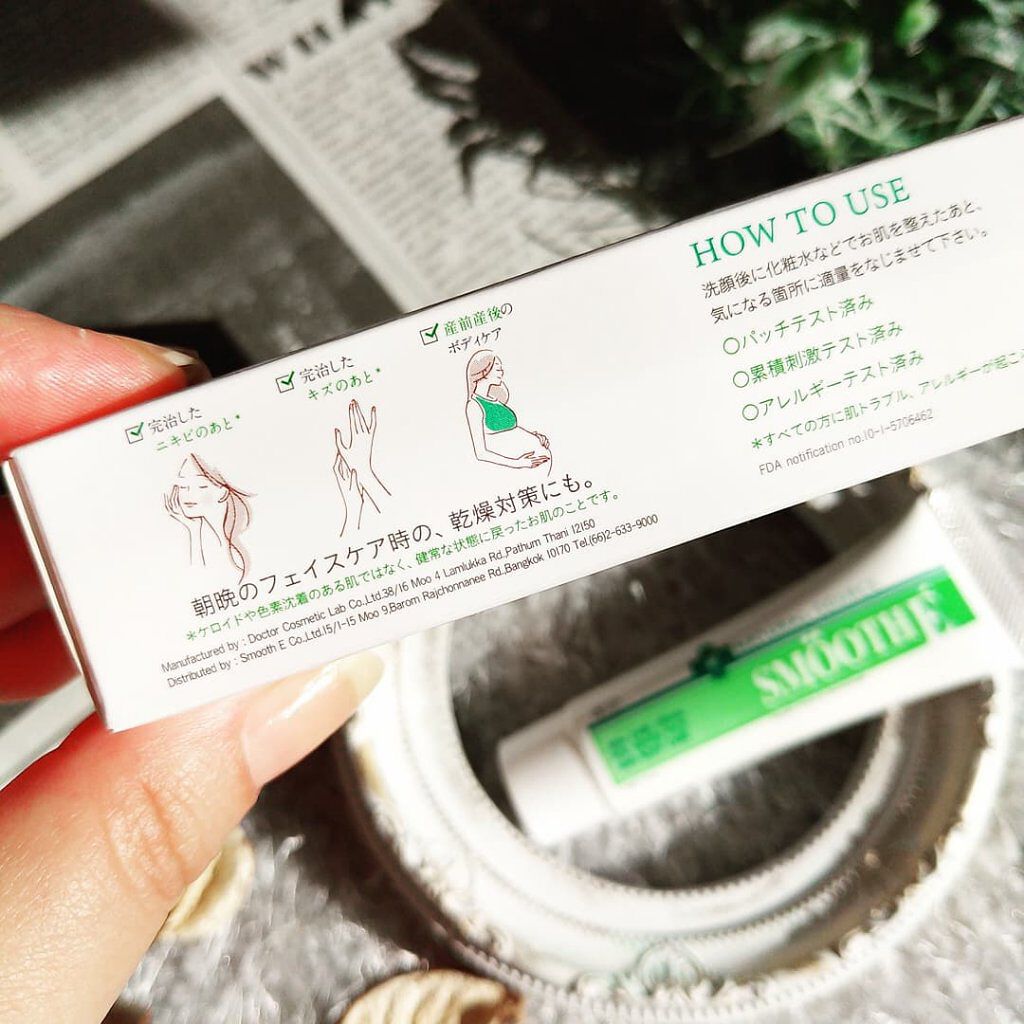 WHA
HOW TO USE
洗顔後に化粧水などでお肌を整えたあと、
気になる箇所に適量をなじませて下さい。
○パッチテスト済み
○累積刺激テスト済み
○アレルギーテスト済み
*すべての方に肌トラブル、アレルギーが起こ
FDA notification no.10-1-5706462
産前産後の
ボディケア
完治した
キズのあと*
完治した
ニキビのあと*
朝晩のフェイスケア時の、乾燥対策にも。
*ケロイドや色素沈着のある肌ではなく、健常な状態に戻ったお肌のことです。
Manufactured by : Doctor Cosmetic Lab Co.,Ltd.38/16 Moo 4 Lamlukka Rd.,Pathum Thani 12150
Distributed by : Smooth E Co.,Ltd.15/1-15 Moo 9,Barom Rajchonnanee Rd.,Bangkok 10170 Tel.(66)2-633-9000
SMOOTH E